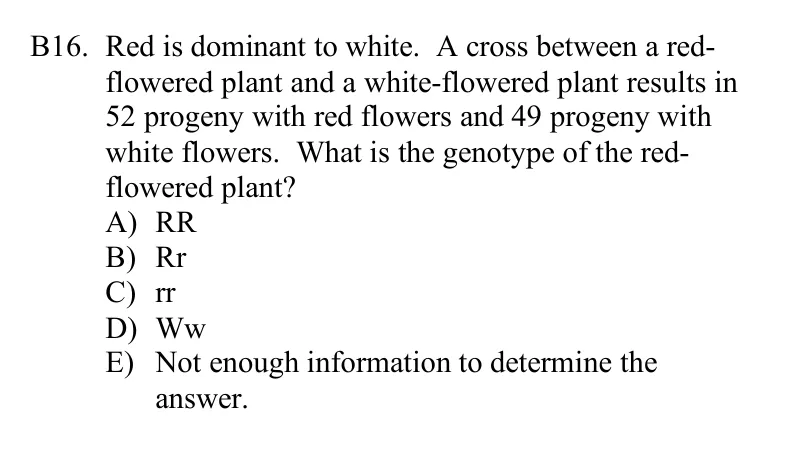 B16. Red is dominant to white. A cross between a red-
flowered plant and a white-flowered plant results in
52 progeny with red flowers and 49 progeny with
white flowers. What is the genotype of the red-
flowered plant?
A) RR
B) Rr
C) rr
D) Ww
E) Not enough information to determine the
answer.